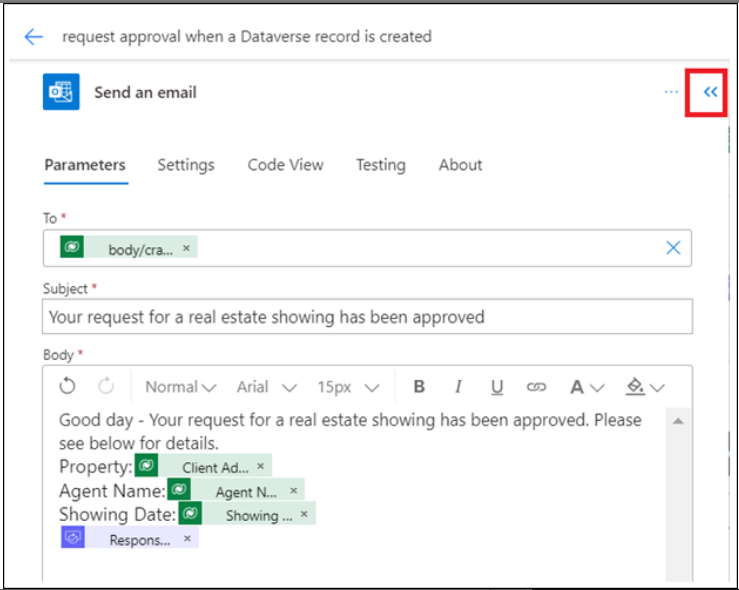 request approval when a Dataverse record is created
Send an email
Parameters Settings Code View Testing About
To *
body/cra... ×
Subject *
Your request for a real estate showing has been approved
Body *
Normal Arial 15px B I U A
Good day - Your request for a real estate showing has been approved. Please
see below for details.
Property: Client Ad... ×
Agent Name: Agent N... ×
Showing Date: Showing ... ×
Respons... ×